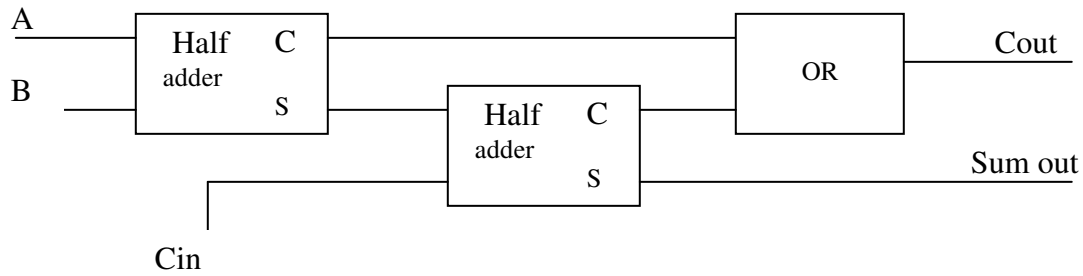 A
B
Half C
adder
S
Half C
adder
S
OR
Cout
Sum out
Cin